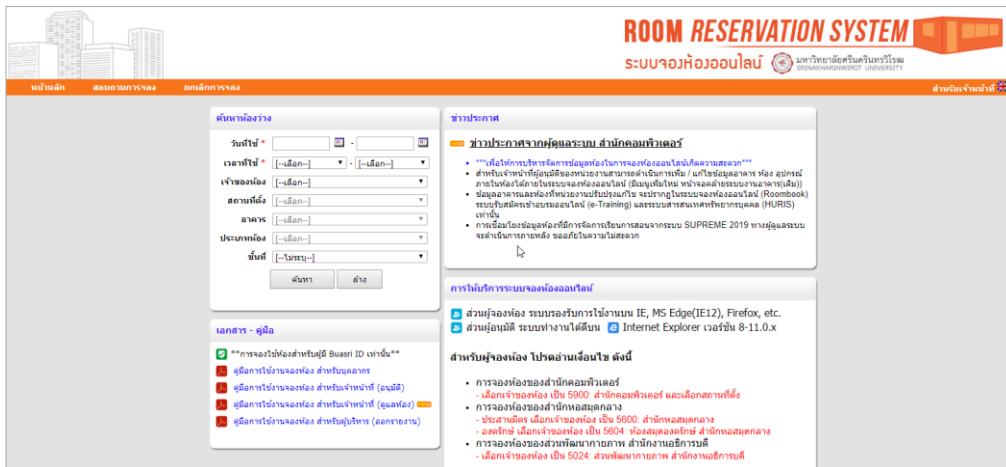 ROOM RESERVATION SYSTEM
ระบบจองห้องออนไลน์ มหาวิทยาลัยศรีนครินทรวิโรฒ
SRINAKHARINWIROT UNIVERSITY
หน้าหลัก สอบถามการจอง ยกเลิกการจอง สำหรับเจ้าหน้าที่
ค้นหาห้องว่าง
วันที่ใช้ * -
เวลาที่ใช้ * [--เลือก--] - [--เลือก--]
เจ้าของห้อง [--เลือก--]
สถานที่ตั้ง [--เลือก--]
อาคาร [--เลือก--]
ประเภทห้อง [--เลือก--]
ชั้นที่ [--ไม่ระบุ--]
ค้นหา ล้าง
เอกสาร - คู่มือ
**การจองใช้ห้องสำหรับผู้มี Buasri ID เท่านั้น**
คู่มือการใช้งานจองห้อง สำหรับบุคลากร
คู่มือการใช้งานจองห้อง สำหรับเจ้าหน้าที่ (อนุมัติ)
คู่มือการใช้งานจองห้อง สำหรับเจ้าหน้าที่ (ดูแลห้อง)
คู่มือการใช้งานจองห้อง สำหรับผู้บริหาร (ออกรายงาน)
ข่าวประกาศ
ข่าวประกาศจากผู้ดูแลระบบ สำนักคอมพิวเตอร์
• ***เพื่อให้การบริหารจัดการข้อมูลห้องในการจองห้องออนไลน์เกิดความสะดวก***
• สำหรับเจ้าหน้าที่ผู้อนุมัติของหน่วยงานสามารถดำเนินการเพิ่ม / แก้ไขข้อมูลอาคาร ห้อง อุปกรณ์
ภายในห้องได้ภายในระบบจองห้องออนไลน์ (มีเมนูเพิ่มใหม่ หน้าจอคล้ายระบบงานอาคาร(เดิม))
• ข้อมูลอาคารและห้องที่หน่วยงานปรับปรุงแก้ไข จะปรากฏในระบบจองห้องออนไลน์ (Roombook)
ระบบรับสมัครเข้าอบรมออนไลน์ (e-Training) และระบบสารสนเทศทรัพยากรบุคคล (HURIS)
เท่านั้น
• การเชื่อมโยงข้อมูลห้องที่มีการจัดการเรียนการสอนจากระบบ SUPREME 2019 ทางผู้ดูแลระบบ
จะดำเนินการภายหลัง ขออภัยในความไม่สะดวก
การให้บริการระบบจองห้องออนไลน์
ส่วนผู้จองห้อง ระบบรองรับการใช้งานบน IE, MS Edge(IE12), Firefox, etc.
ส่วนผู้อนุมัติ ระบบทำงานได้ดีบน Internet Explorer เวอร์ชัน 8-11.0.x
สำหรับผู้จองห้อง โปรดอ่านเงื่อนไข ดังนี้
• การจองห้องของสำนักคอมพิวเตอร์
- เลือกเจ้าของห้อง เป็น 5900: สำนักคอมพิวเตอร์ และเลือกสถานที่ตั้ง
• การจองห้องของสำนักหอสมุดกลาง
- ประสานมิตร เลือกเจ้าของห้อง เป็น 5600: สำนักหอสมุดกลาง
- องครักษ์ เลือกเจ้าของห้อง เป็น 5604: ห้องสมุดองครักษ์ สำนักหอสมุดกลาง
• การจองห้องของส่วนพัฒนากายภาพ สำนักงานอธิการบดี
- เลือกเจ้าของห้อง เป็น 5024: ส่วนพัฒนากายภาพ สำนักงานอธิการบดี